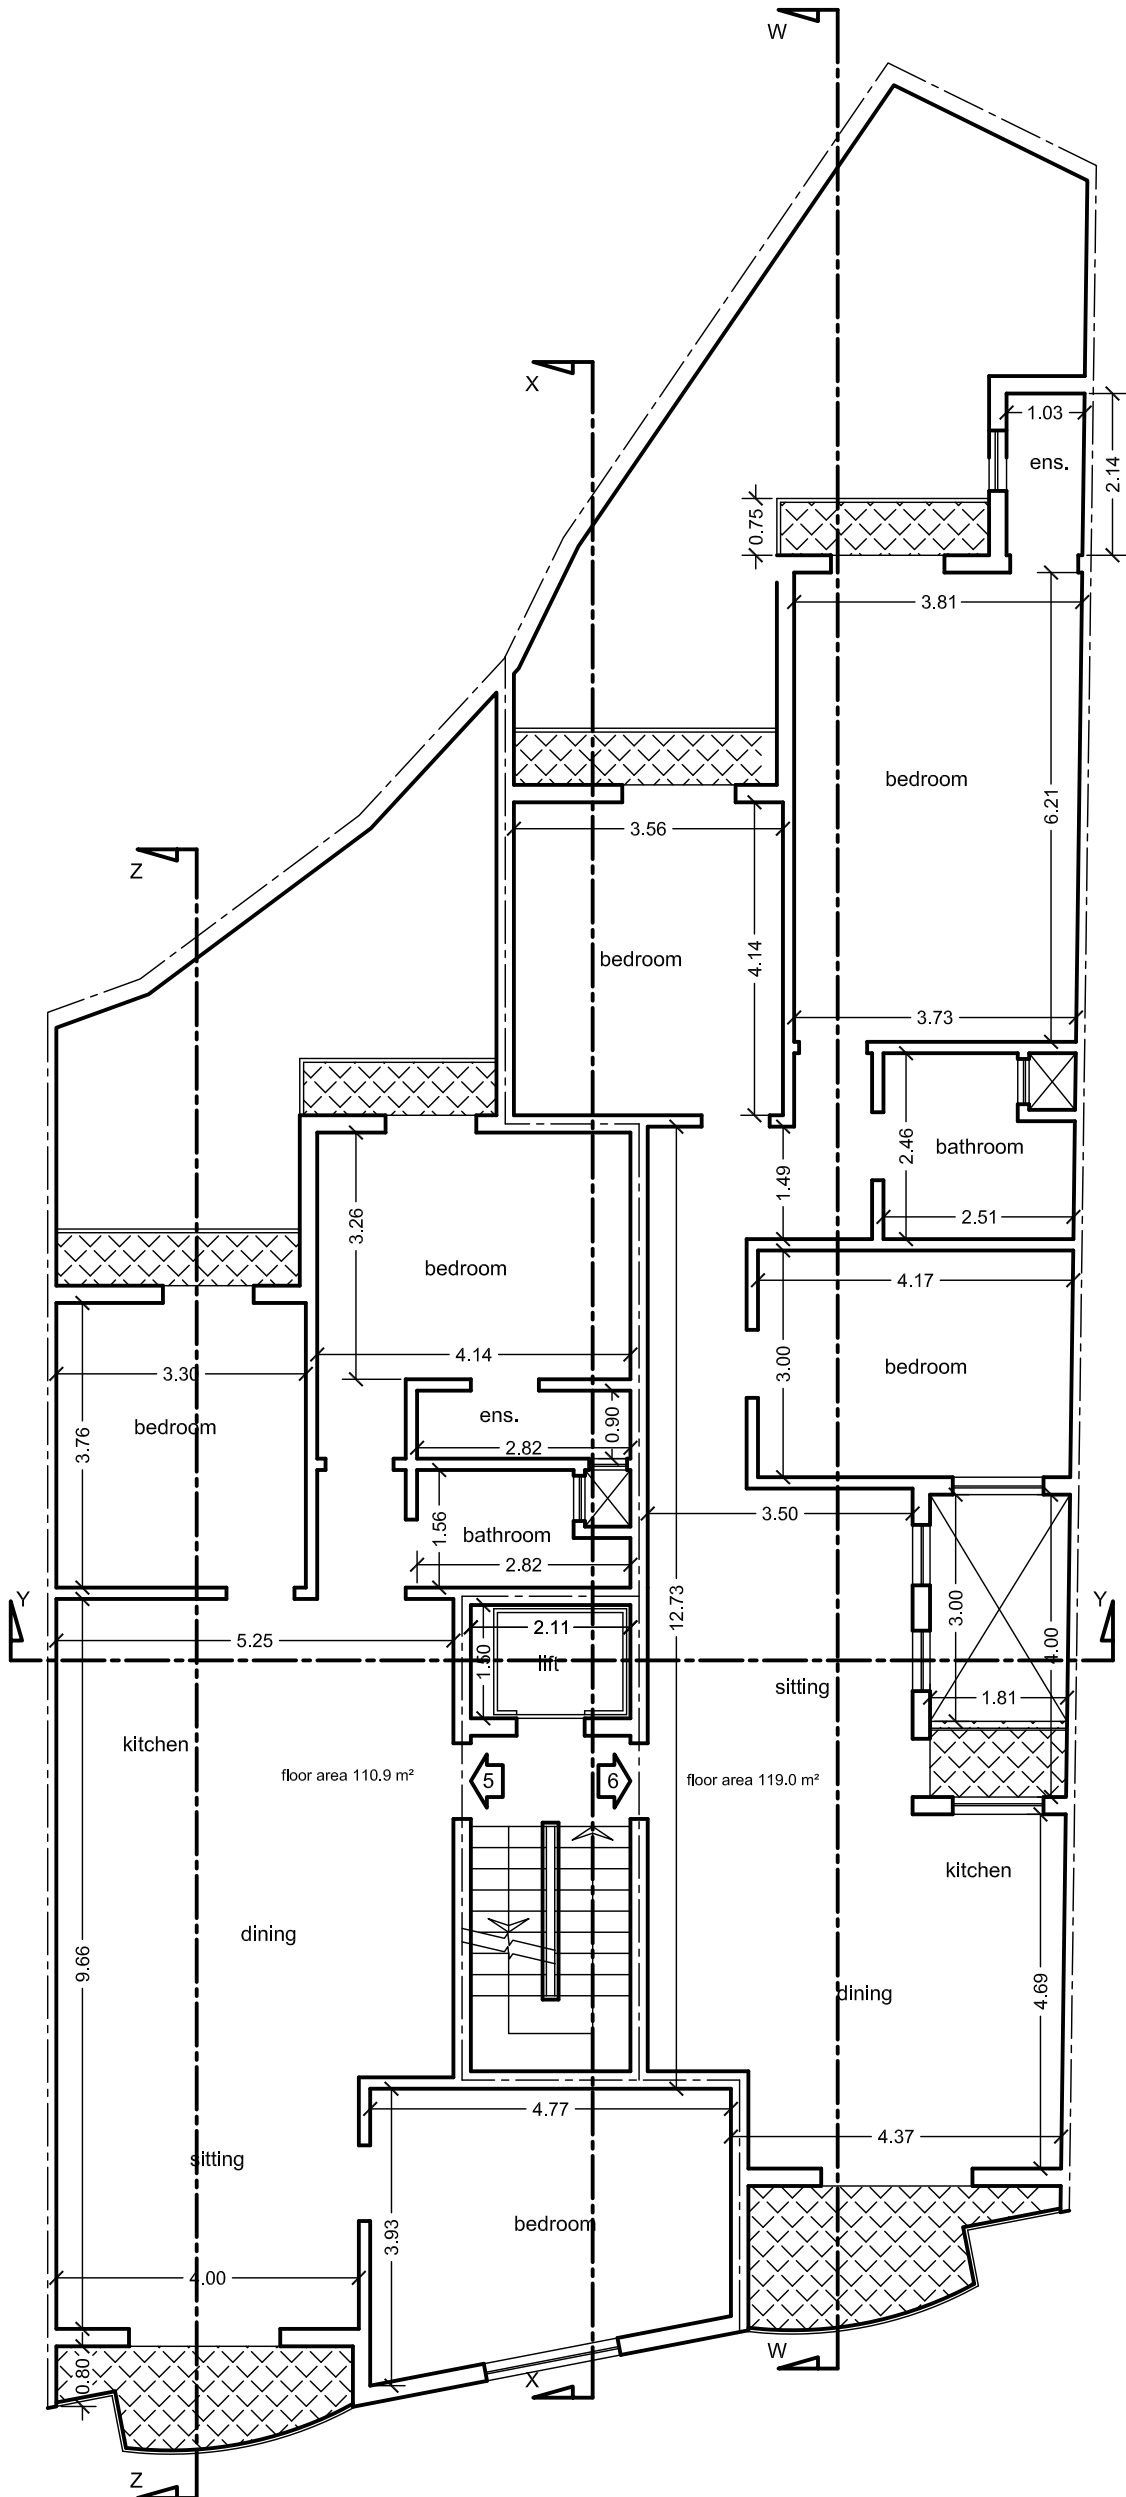 W
X
1.03
ens.
2.14
0.75
3.81
bedroom
6.21
3.56
Z
4.14
bedroom
3.73
2.46
bathroom
1.49
2.51
3.26
bedroom
4.17
4.14
3.00
bedroom
3.30
bedroom
3.76
ens.
0.90
2.82
1.56
bathroom
2.82
3.50
12.73
Y
5.25
1.50
2.11
lift
3.00
4.00
Y
sitting
1.81
kitchen
floor area 110.9 m²
5
6
floor area 119.0 m²
kitchen
dining
9.66
dining
4.69
4.77
4.37
sitting
3.93
bedroom
4.00
W
0.80
X
Z